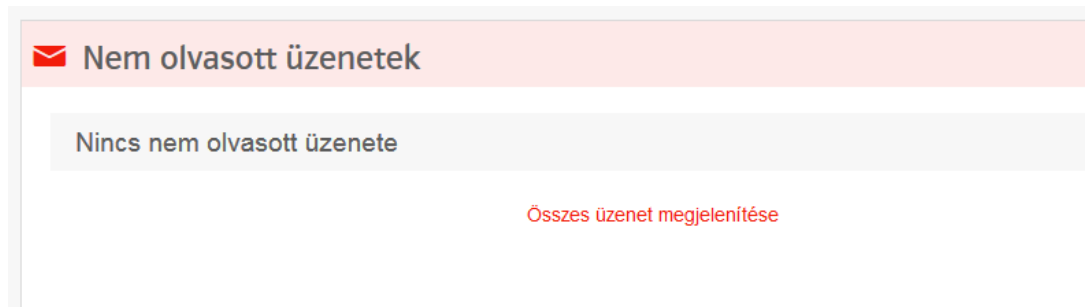 Nem olvasott üzenetek
Nincs nem olvasott üzenete
Összes üzenet megjelenítése